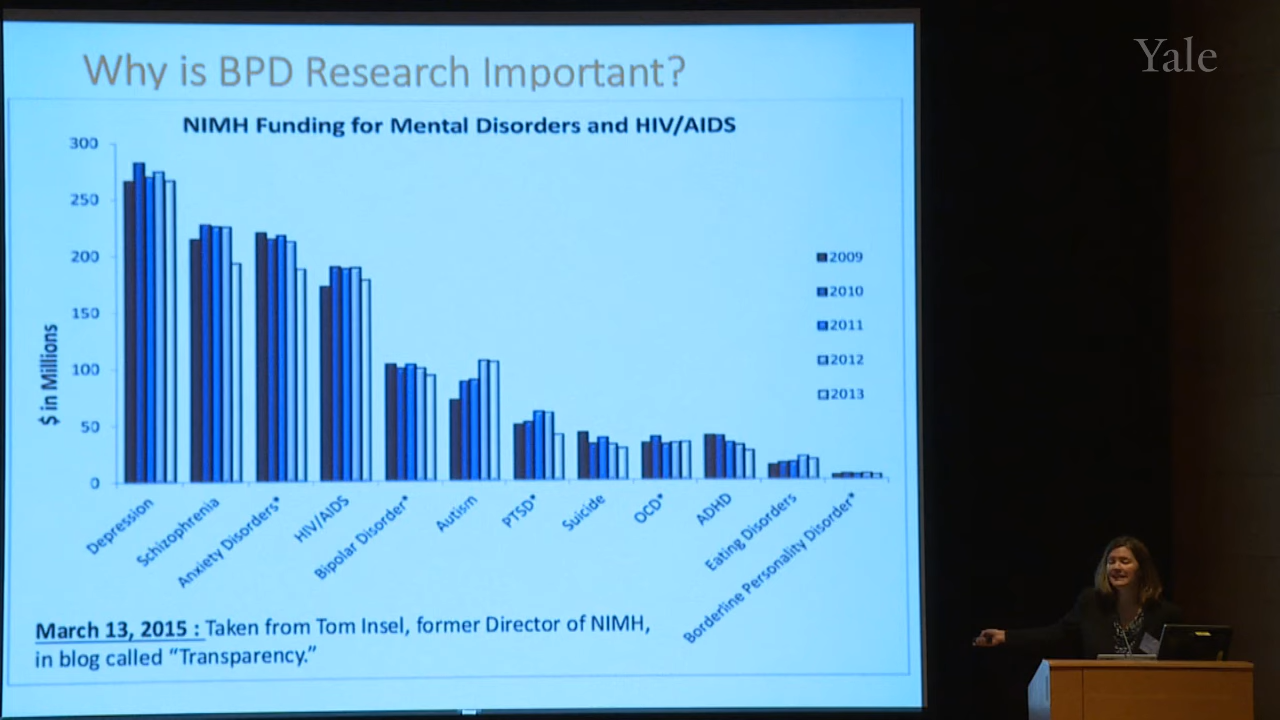 Why is BPD Research Important?
Yale
NIMH Funding for Mental Disorders and HIV/AIDS
300
250
200
150
100
50
0
$ in Millions
2009
2010
2011
2012
2013
Depression
Schizophrenia
Anxiety Disorders*
HIV/AIDS
Bipolar Disorder*
Autism
PTSD*
Suicide
OCD*
ADHD
Eating Disorders
Borderline Personality Disorder*
March 13, 2015 : Taken from Tom Insel, former Director of NIMH,
in blog called “Transparency.”